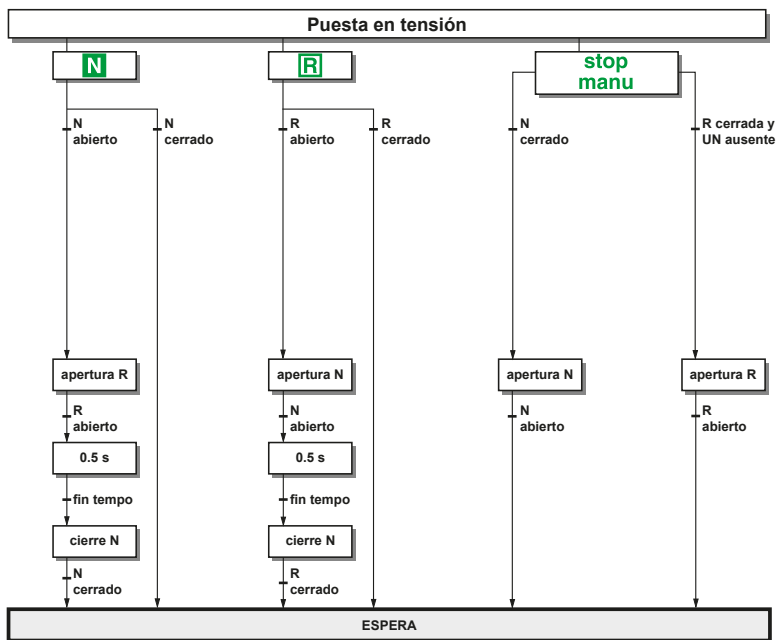 Puesta en tensión
N
R
stop
manu
N
abierto
N
cerrado
R
abierto
R
cerrado
N
cerrado
R cerrada y
UN ausente
apertura R
apertura N
apertura N
apertura R
R
abierto
N
abierto
N
abierto
R
abierto
0.5 s
0.5 s
fin tempo
fin tempo
cierre N
cierre N
N
cerrado
R
cerrado
ESPERA